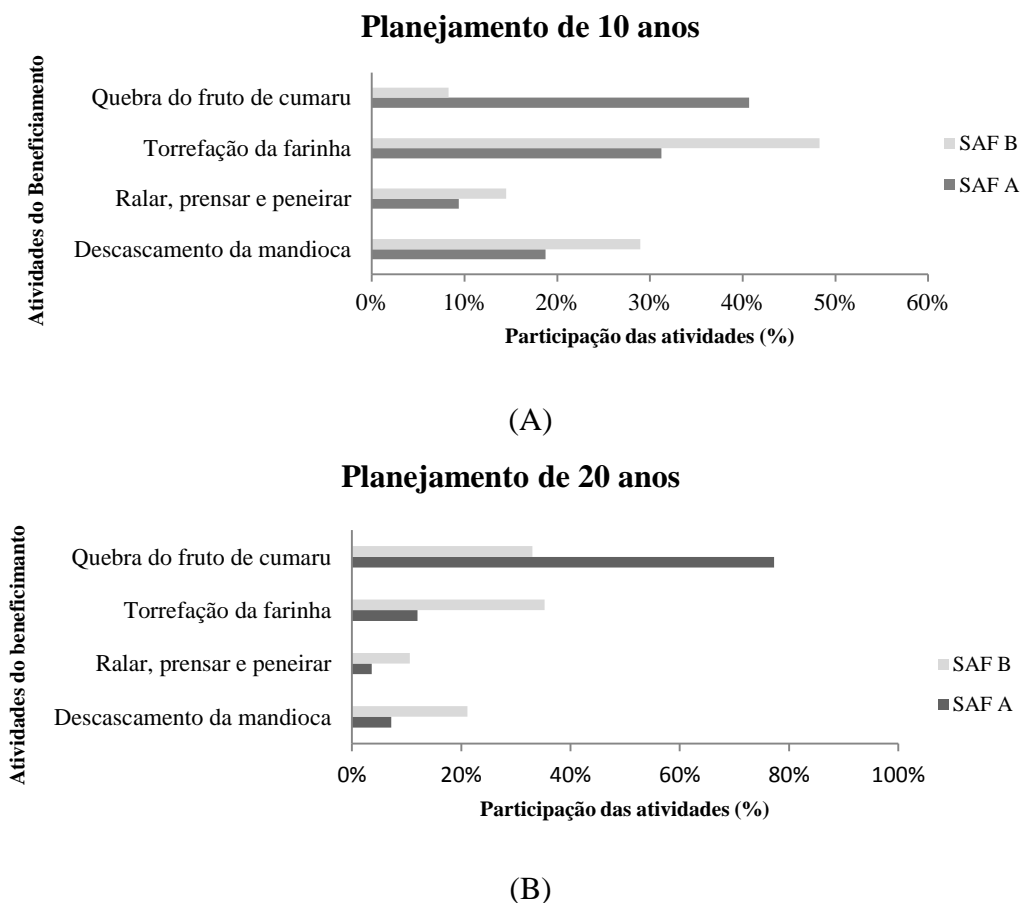 Planejamento de 10 anos
Atividades do Beneficiamento
Quebra do fruto de cumaru
Torrefação da farinha
Ralar, prensar e peneirar
Descascamento da mandioca
SAF B
SAF A
0% 10% 20% 30% 40% 50% 60%
Participação das atividades (%)
(A)
Planejamento de 20 anos
Atividades do beneficimanto
Quebra do fruto de cumaru
Torrefação da farinha
Ralar, prensar e peneirar
Descascamento da mandioca
SAF B
SAF A
0% 20% 40% 60% 80% 100%
Participação das atividades (%)
(B)